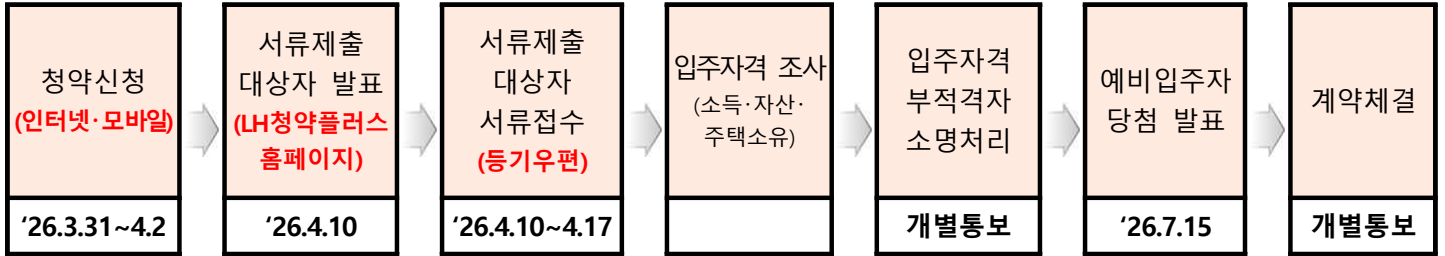 청약신청
(인터넷·모바일)
‘26.3.31~4.2
서류제출
대상자 발표
(LH청약플러스
홈페이지)
‘26.4.10
서류제출
대상자
서류접수
(등기우편)
‘26.4.10~4.17
입주자격 조사
(소득·자산·
주택소유)
입주자격
부적격자
소명처리
개별통보
예비입주자
당첨 발표
‘26.7.15
계약체결
개별통보